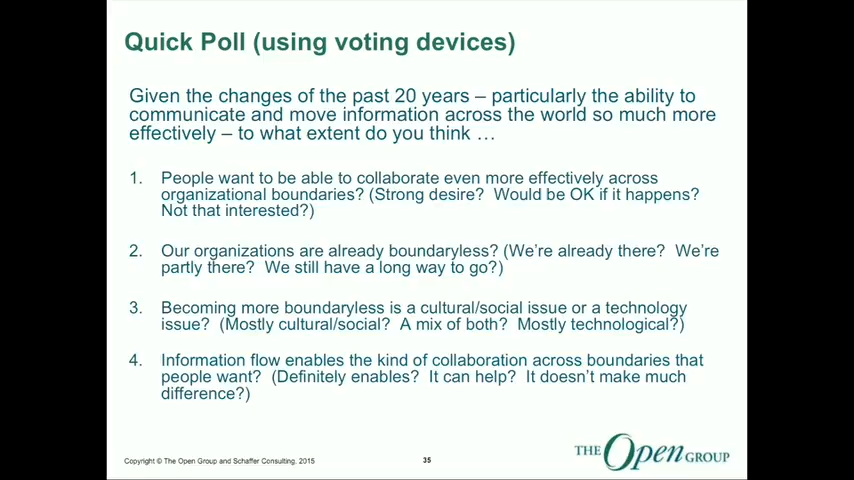 Quick Poll (using voting devices)
Given the changes of the past 20 years – particularly the ability to
communicate and move information across the world so much more
effectively – to what extent do you think …
1. People want to be able to collaborate even more effectively across
organizational boundaries? (Strong desire? Would be OK if it happens?
Not that interested?)
2. Our organizations are already boundaryless? (We're already there? We're
partly there? We still have a long way to go?)
3. Becoming more boundaryless is a cultural/social issue or a technology
issue? (Mostly cultural/social? A mix of both? Mostly technological?)
4. Information flow enables the kind of collaboration across boundaries that
people want? (Definitely enables? It can help? It doesn't make much
difference?)
Copyright © The Open Group and Schaffer Consulting, 2015
35
THE Open GROUP